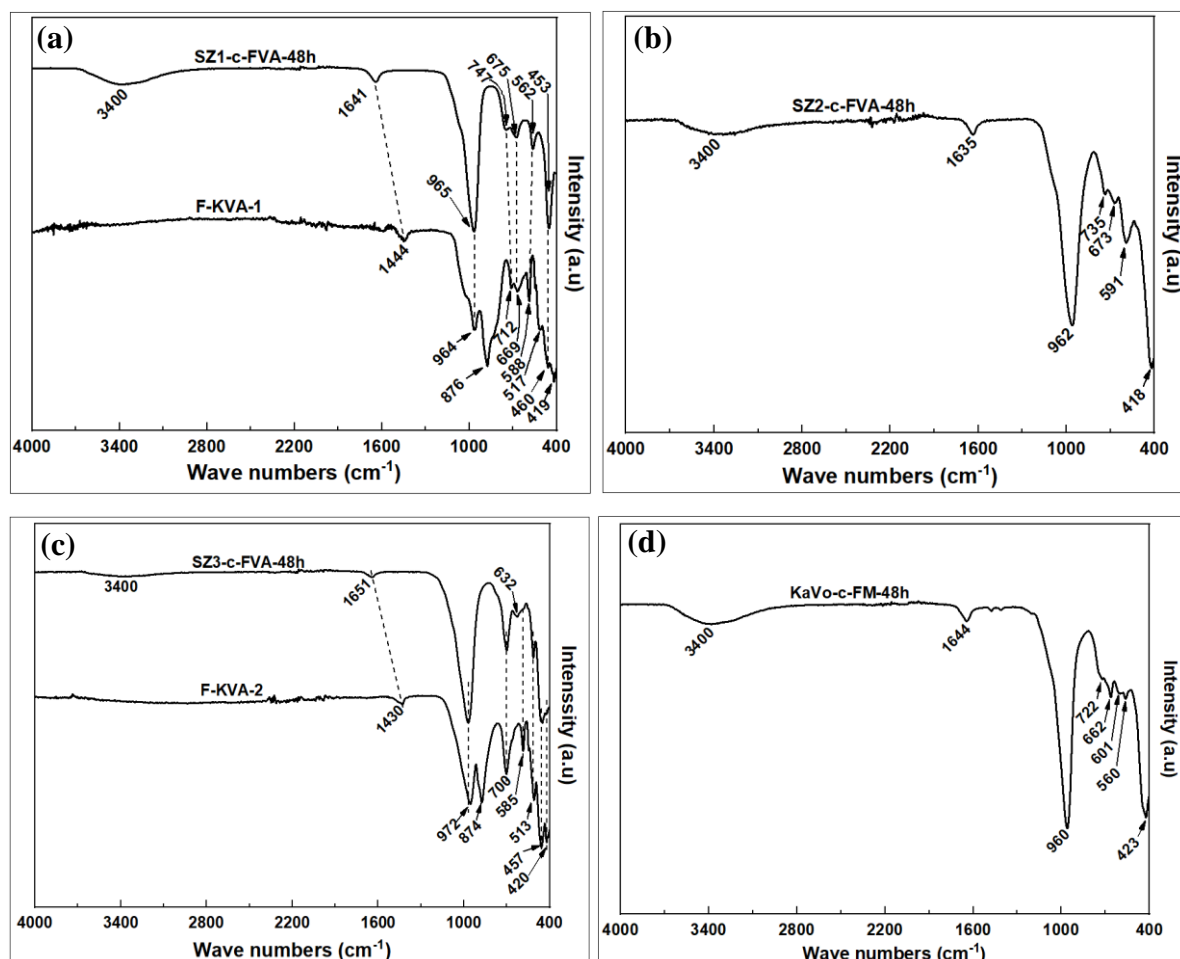 (a)
SZ1-c-FVA-48h
3400
1641
747
675
562
453
965
F-KVA-1
1444
964
876
712
669
588
517
460
419
Intensity (a.u)
4000 3400 2800 2200 1600 1000 400
Wave numbers (cm-1)
(b)
SZ2-c-FVA-48h
3400
1635
962
735
673
591
418
Intensity (a.u)
4000 3400 2800 2200 1600 1000 400
Wave numbers (cm-1)
(c)
SZ3-c-FVA-48h
3400
1651
632
F-KVA-2
1430
972
874
700
585
513
457
420
Intenssity (a.u)
4000 3400 2800 2200 1600 1000 400
Wave numbers (cm-1)
(d)
KaVo-c-FM-48h
3400
1644
960
722
662
601
560
423
Intensity (a.u)
4000 3400 2800 2200 1600 1000 400
Wave numbers (cm-1)